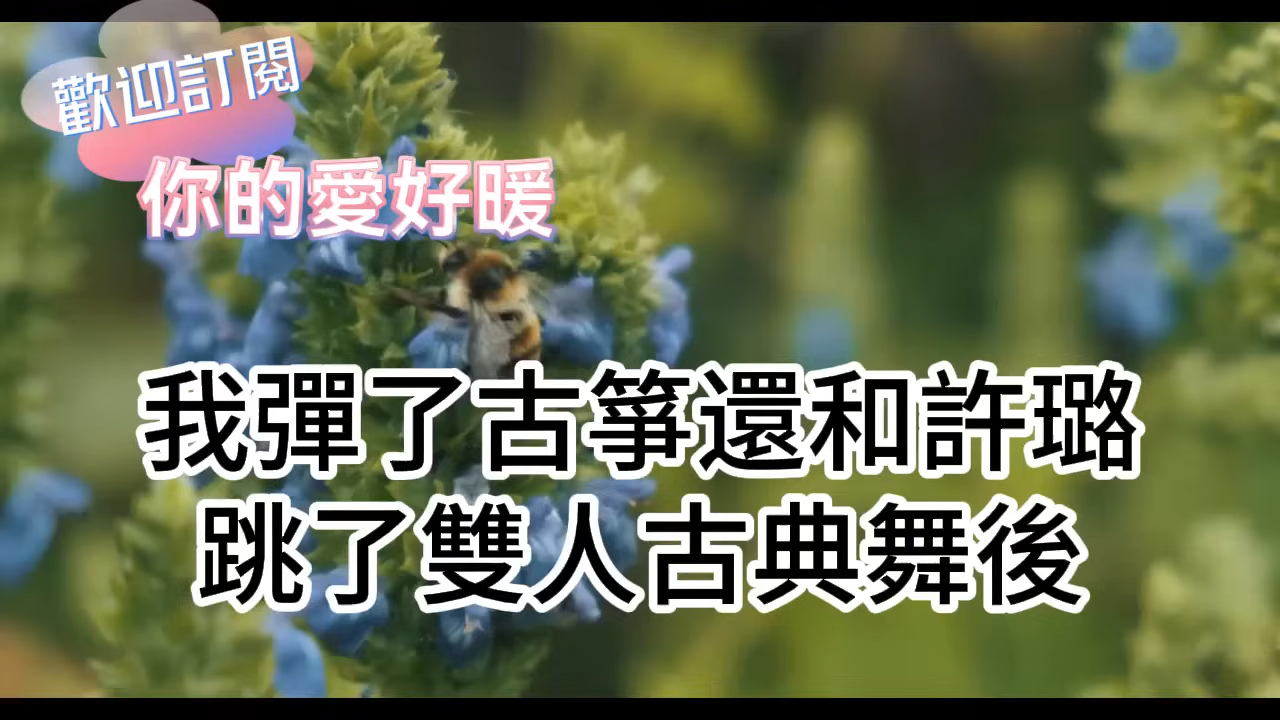 歡迎訂閱
你的愛好暖
我彈了古箏還和許璐
跳了雙人古典舞後